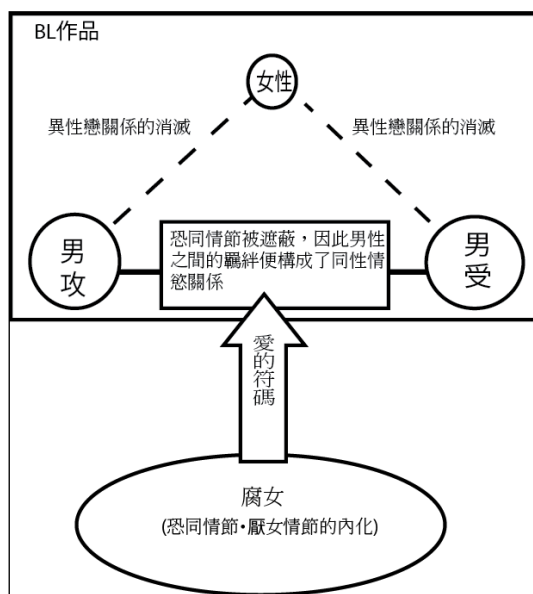 BL作品
女性
異性戀關係的消滅
異性戀關係的消滅
男
攻
恐同情節被遮蔽，因此男性
之間的羈絆便構成了同性情
慾關係
男
受
愛的符碼
腐女
(恐同情節·厭女情節的內化)